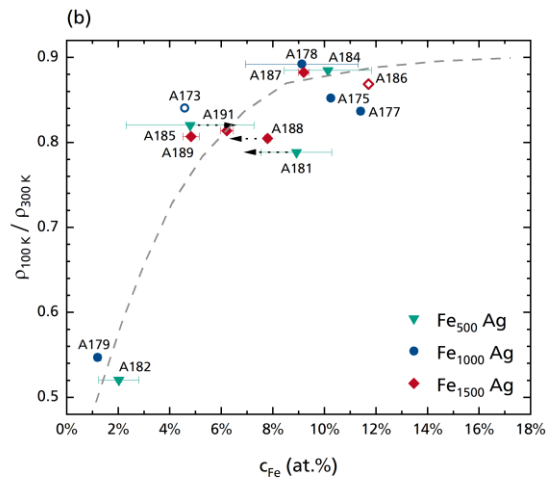 (b)
0.9
0.8
0.7
0.6
0.5
ρ100 K / ρ300 K
A178 A184
A187
A186
A173
A175
A177
A191
A185
A188
A189
A181
A179
A182
Fe500 Ag
Fe1000 Ag
Fe1500 Ag
0% 2% 4% 6% 8% 10% 12% 14% 16% 18%
cFe (at.%)